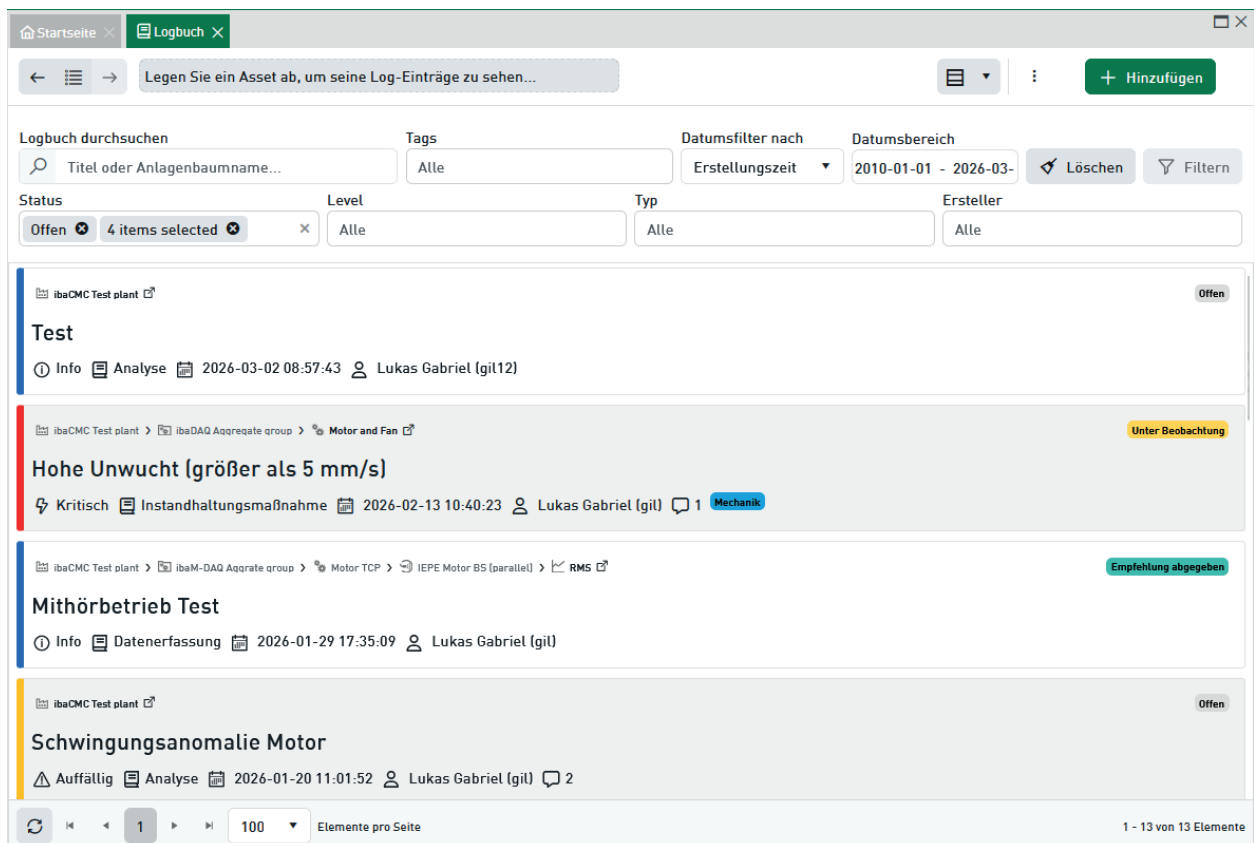 Startseite
Logbuch
Legen Sie ein Asset ab, um seine Log-Einträge zu sehen...
Hinzufügen
Logbuch durchsuchen Tags Datumsfilter nach Datumsbereich
Titel oder Anlagenbaumname... Alle Erstellungszeit 2010-01-01 - 2026-03- Löschen Filtern
Status Level Typ Ersteller
Offen 4 items selected Alle Alle Alle
ibaCMC Test plant Offen
Test
Info Analyse 2026-03-02 08:57:43 Lukas Gabriel (gil12)
ibaCMC Test plant ibaDAQ Aggregate group Motor and Fan Unter Beobachtung
Hohe Unwucht (größer als 5 mm/s)
Kritisch Instandhaltungsmaßnahme 2026-02-13 10:40:23 Lukas Gabriel (gil) 1 Mechanik
ibaCMC Test plant ibaM-DAQ Aggrate group Motor TCP IEPE Motor BS (parallel) RMS Empfehlung abgegeben
Mithörbetrieb Test
Info Datenerfassung 2026-01-29 17:35:09 Lukas Gabriel (gil)
ibaCMC Test plant Offen
Schwingungsanomalie Motor
Auffällig Analyse 2026-01-20 11:01:52 Lukas Gabriel (gil) 2
1 100 Elemente pro Seite 1 - 13 von 13 Elemente